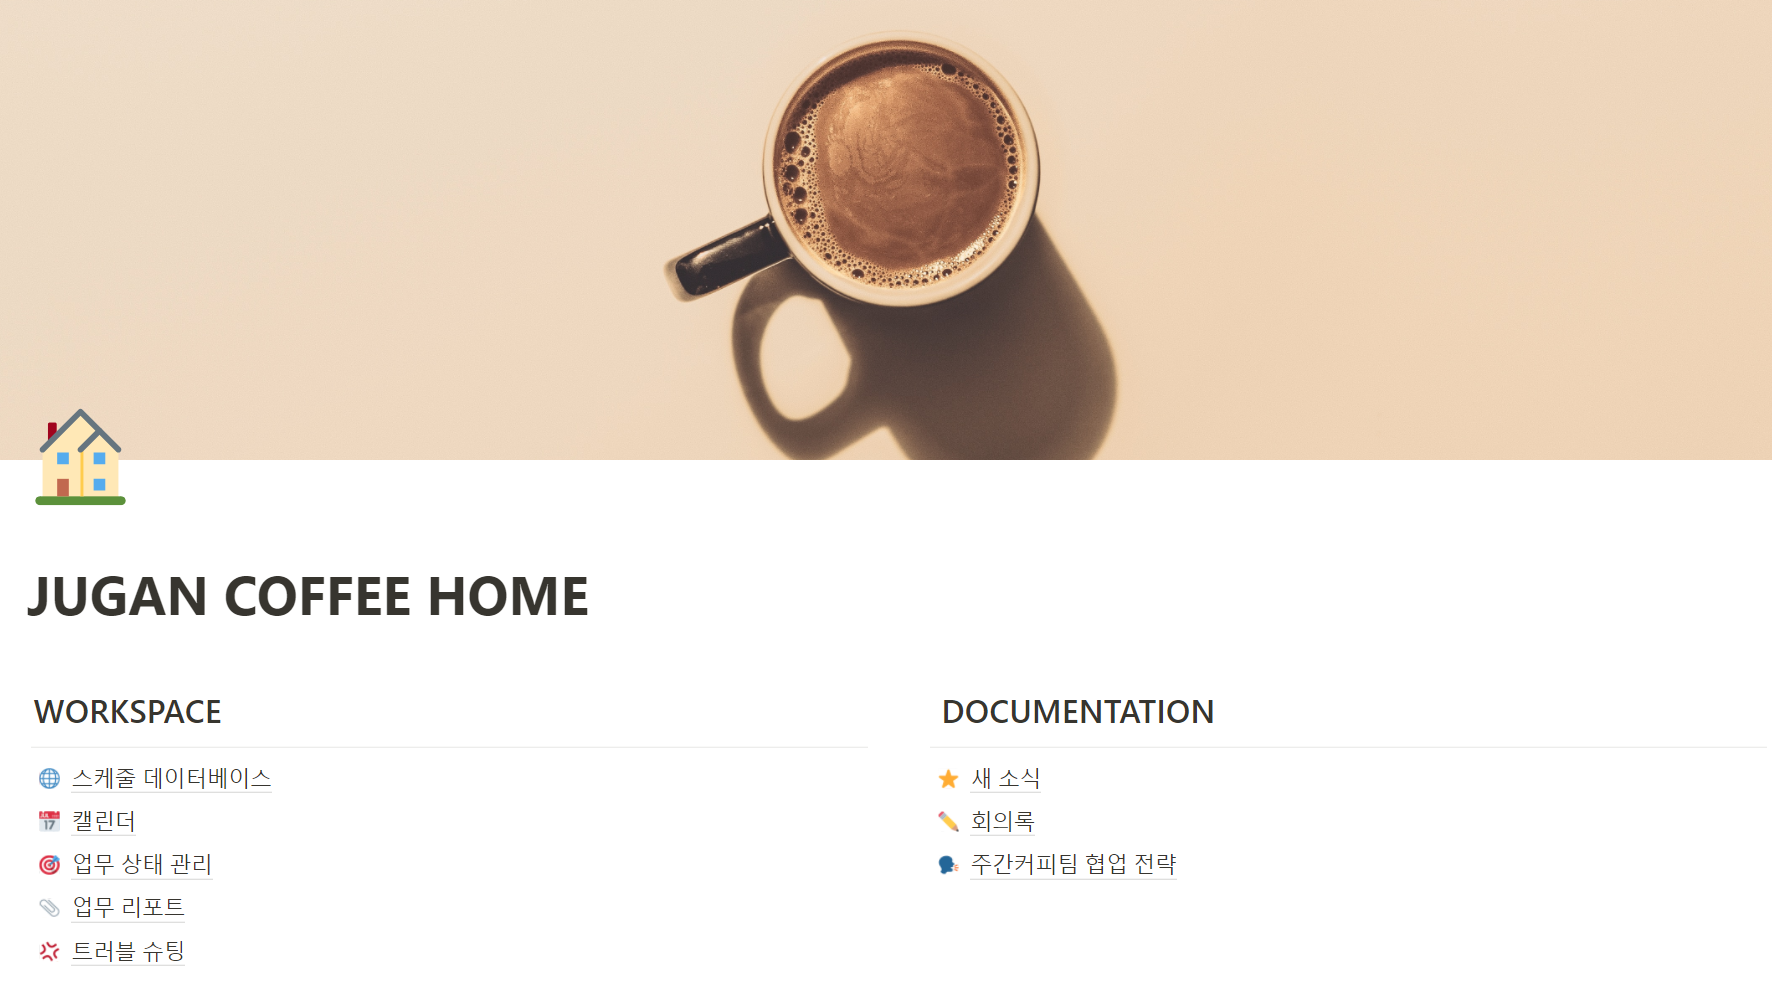 JUGAN COFFEE HOME
WORKSPACE
스케줄 데이터베이스
캘린더
업무 상태 관리
업무 리포트
트러블 슈팅
DOCUMENTATION
새 소식
회의록
주간커피팀 협업 전략